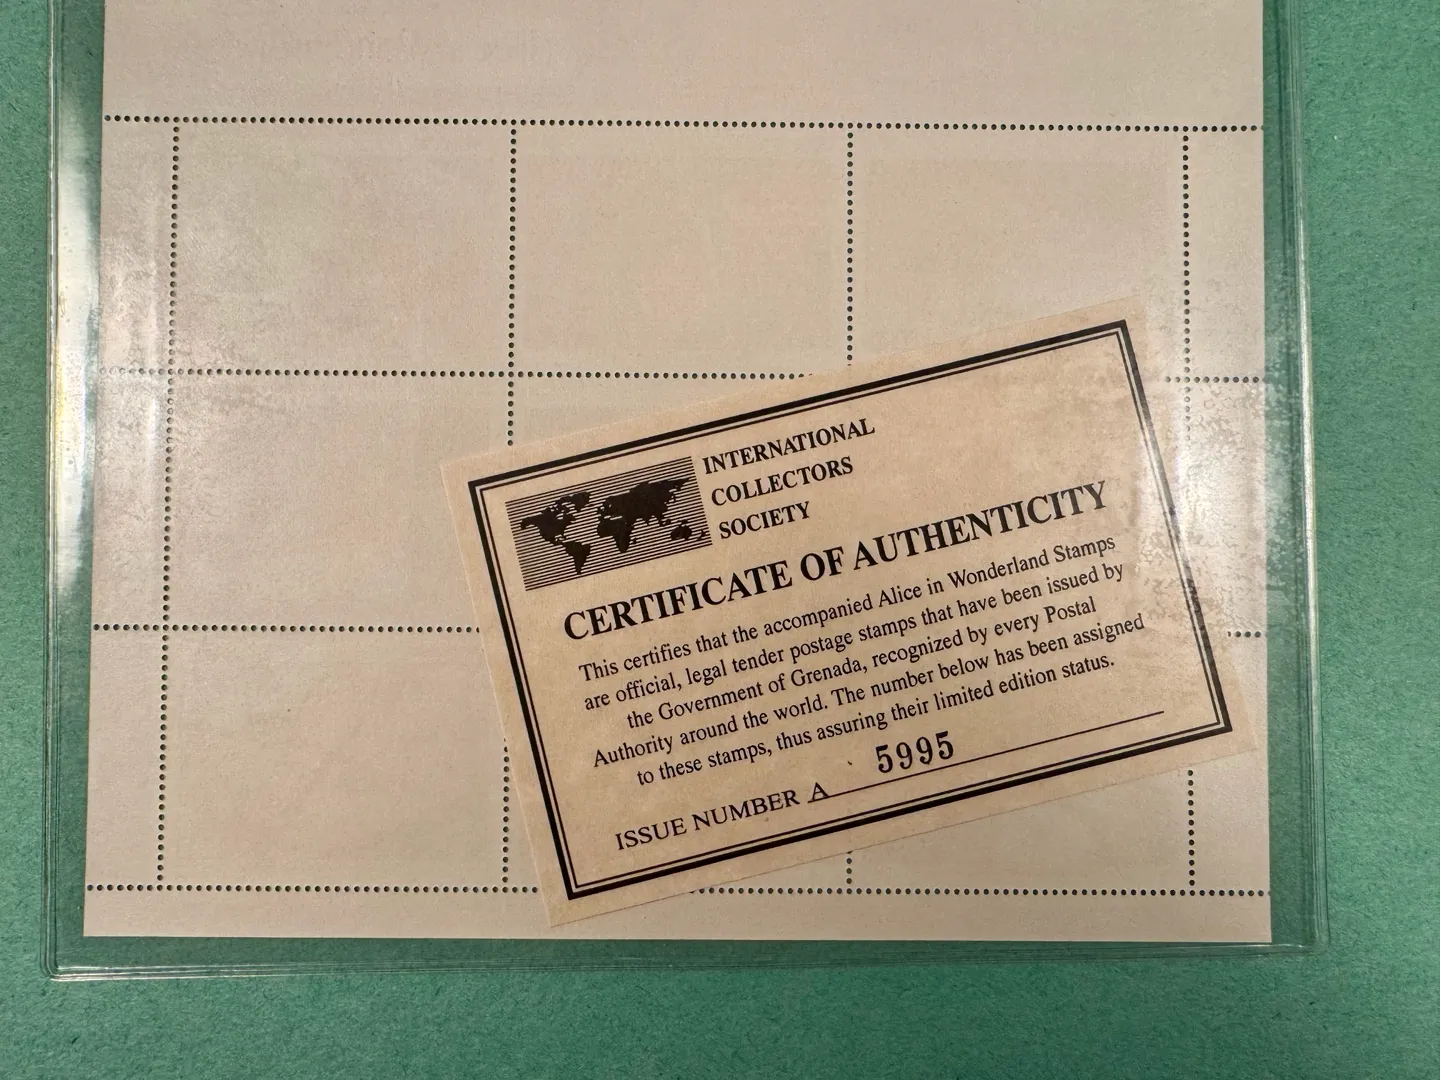 INTERNATIONAL
COLLECTORS
SOCIETY
CERTIFICATE OF AUTHENTICITY
This certifies that the accompanied Alice in Wonderland Stamps
are official, legal tender postage stamps that have been issued by
the Government of Grenada, recognized by every Postal
Authority around the world. The number below has been assigned
to these stamps, thus assuring their limited edition status.
ISSUE NUMBER A 5995